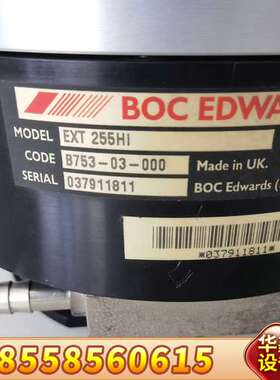 BOC EDWA
MODEL EXT 255HI
CODE B753-03-000 Made in UK.
SERIAL 037911811 BOC Edwards (
*037911811*
华
设
8558560615